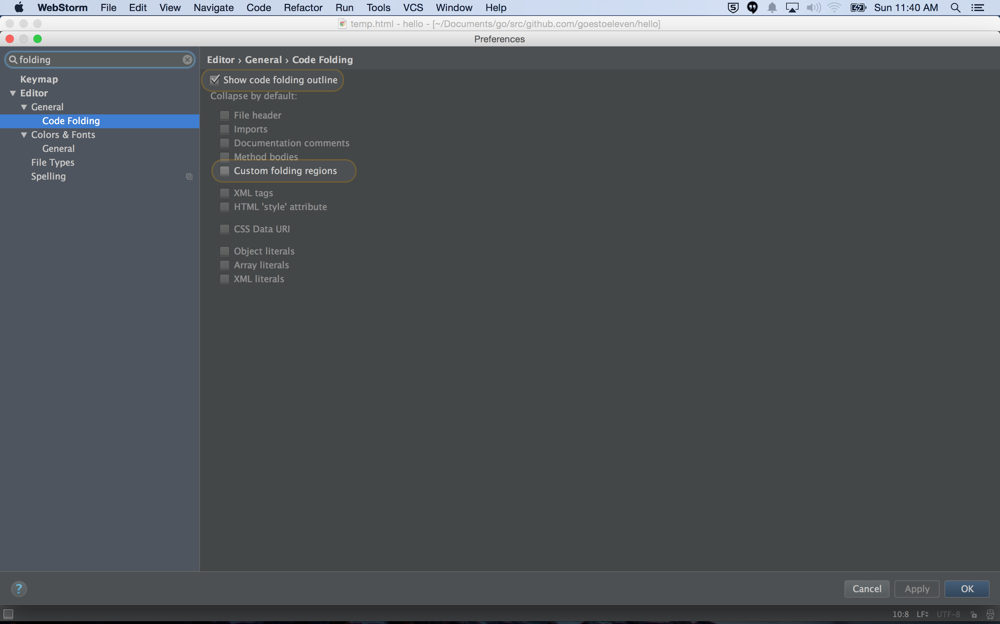 WebStorm File Edit View Navigate Code Refactor Run Tools VCS Window Help Sun 11:40 AM
temp.html - hello - [~/Documents/go/src/github.com/goestoeleven/hello]
Preferences
folding
Keymap
Editor
General
Code Folding
Colors & Fonts
General
File Types
Spelling
Editor › General › Code Folding
Show code folding outline
Collapse by default:
File header
Imports
Documentation comments
Method bodies
Custom folding regions
XML tags
HTML 'style' attribute
CSS Data URI
Object literals
Array literals
XML literals
? Cancel Apply OK
10:8 LF UTF-8